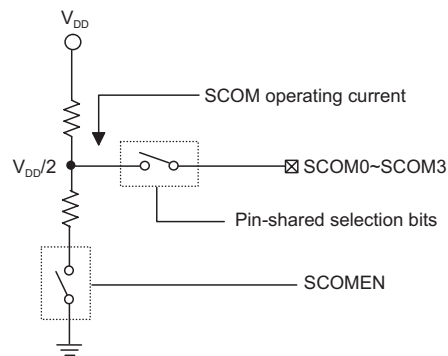 VDD
SCOM operating current
VDD/2
SCOM0~SCOM3
Pin-shared selection bits
SCOMEN